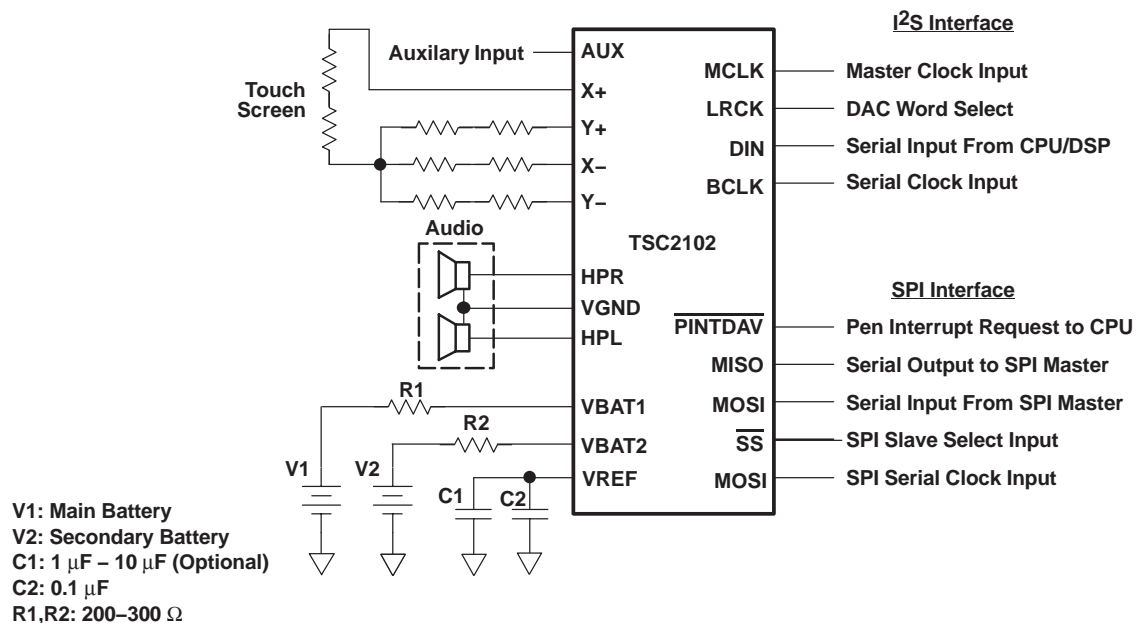 I2S Interface
Auxilary Input
AUX
MCLK
Master Clock Input
Touch
Screen
X+
LRCK
DAC Word Select
Y+
DIN
Serial Input From CPU/DSP
X–
BCLK
Serial Clock Input
Y–
Audio
TSC2102
HPR
SPI Interface
VGND
PINTDAV
Pen Interrupt Request to CPU
HPL
MISO
Serial Output to SPI Master
R1
VBAT1
MOSI
Serial Input From SPI Master
R2
VBAT2
SS
SPI Slave Select Input
V1
V2
VREF
MOSI
SPI Serial Clock Input
C1
C2
V1: Main Battery
V2: Secondary Battery
C1: 1 μF – 10 μF (Optional)
C2: 0.1 μF
R1,R2: 200–300 Ω